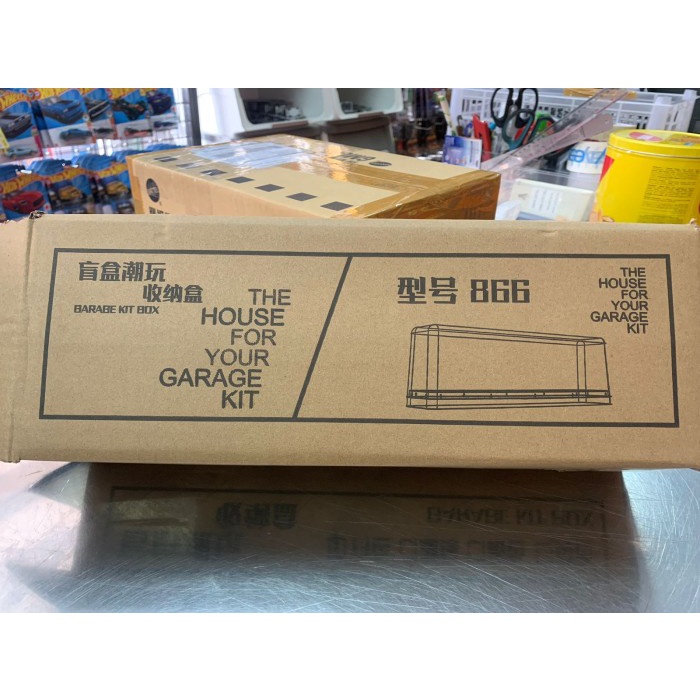 盲盒潮玩
收纳盒
BARABE KIT BOX
THE
HOUSE
FOR
YOUR
GARAGE
KIT
型号 866
THE
HOUSE
FOR
YOUR
GARAGE
KIT